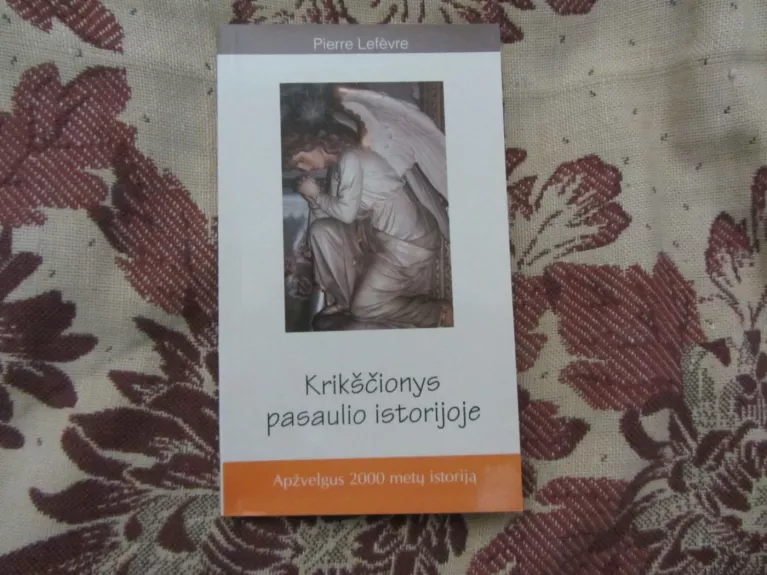 Pierre Lefèvre
Krikščionys
pasaulio istorijoje
Apžvelgus 2000 metų istoriją